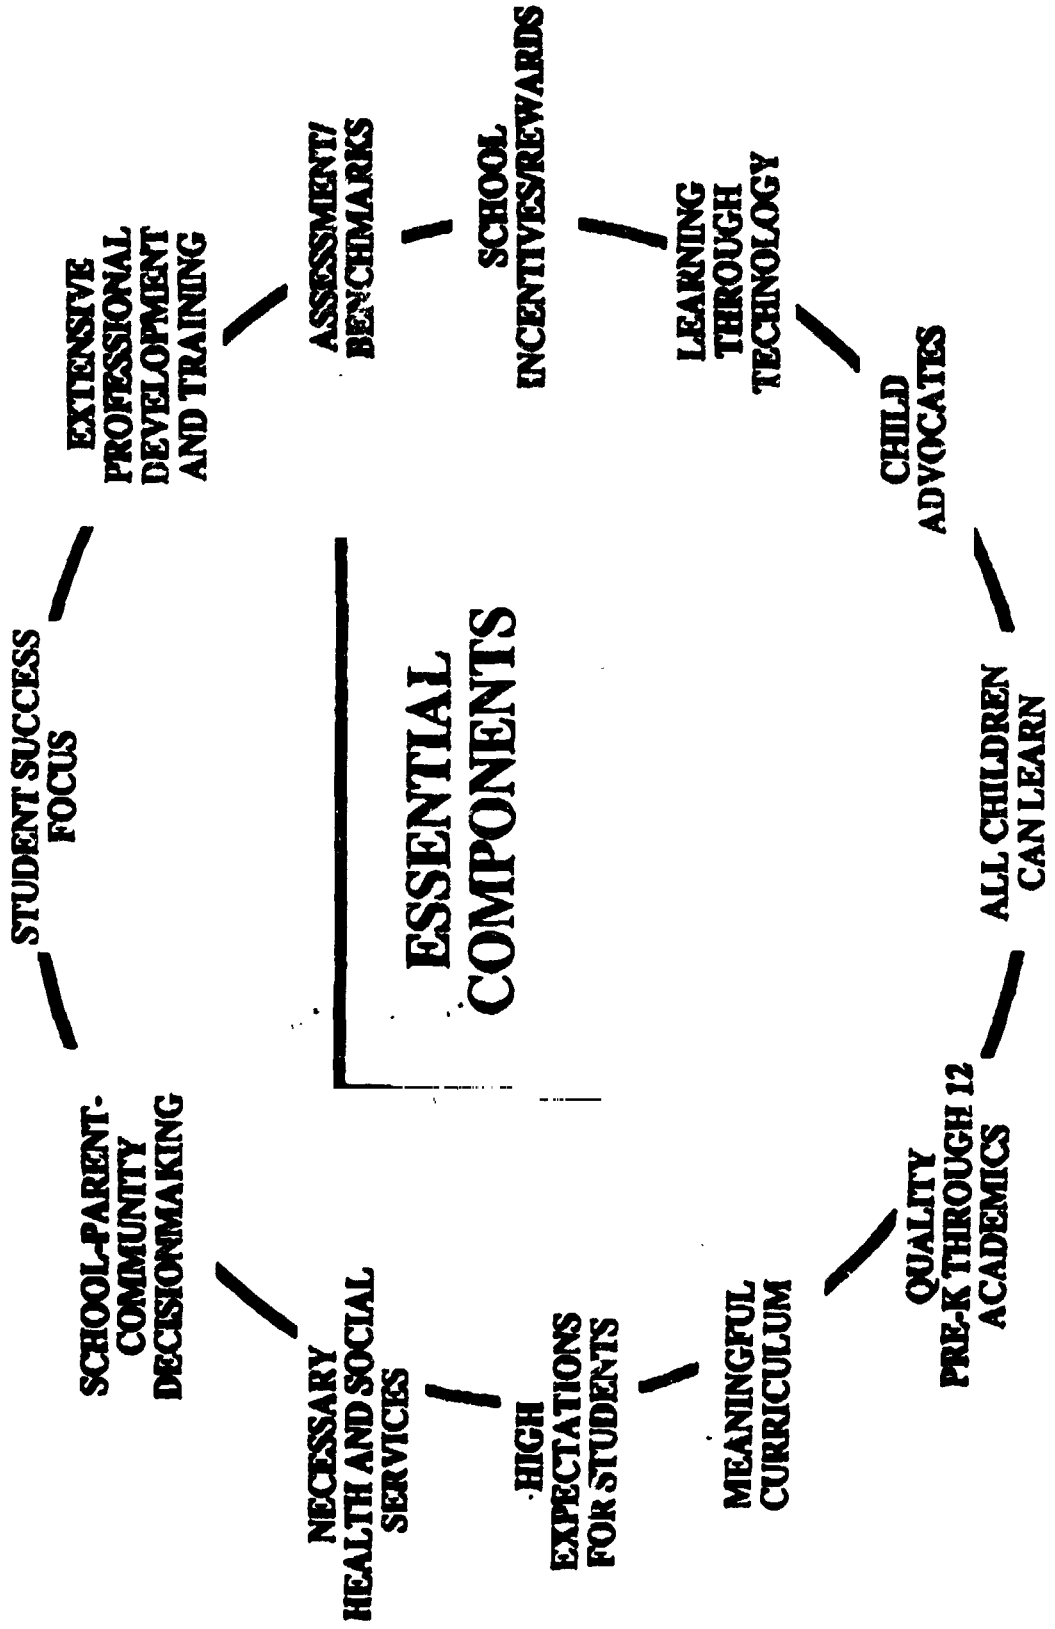 STUDENT SUCCESS
FOCUS
EXTENSIVE
PROFESSIONAL
DEVELOPMENT
AND TRAINING
ASSESSMENT/
BENCHMARKS
SCHOOL
INCENTIVES/REWARDS
LEARNING
THROUGH
TECHNOLOGY
CHILD
ADVOCATES
ALL CHILDREN
CAN LEARN
QUALITY
PRE-K THROUGH 12
ACADEMICS
MEANINGFUL
CURRICULUM
HIGH
EXPECTATIONS
FOR STUDENTS
NECESSARY
HEALTH AND SOCIAL
SERVICES
SCHOOL-PARENT-
COMMUNITY
DECISIONMAKING
ESSENTIAL
COMPONENTS